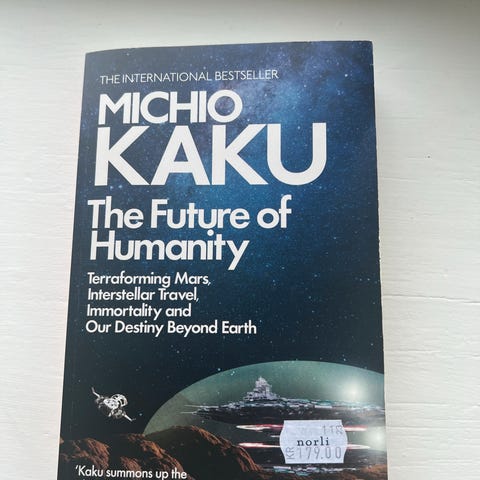 THE INTERNATIONAL BESTSELLER
MICHIO
KAKU
The Future of
Humanity
Terraforming Mars,
Interstellar Travel,
Immortality and
Our Destiny Beyond Earth
norli
KR 179.00
'Kaku summons up the